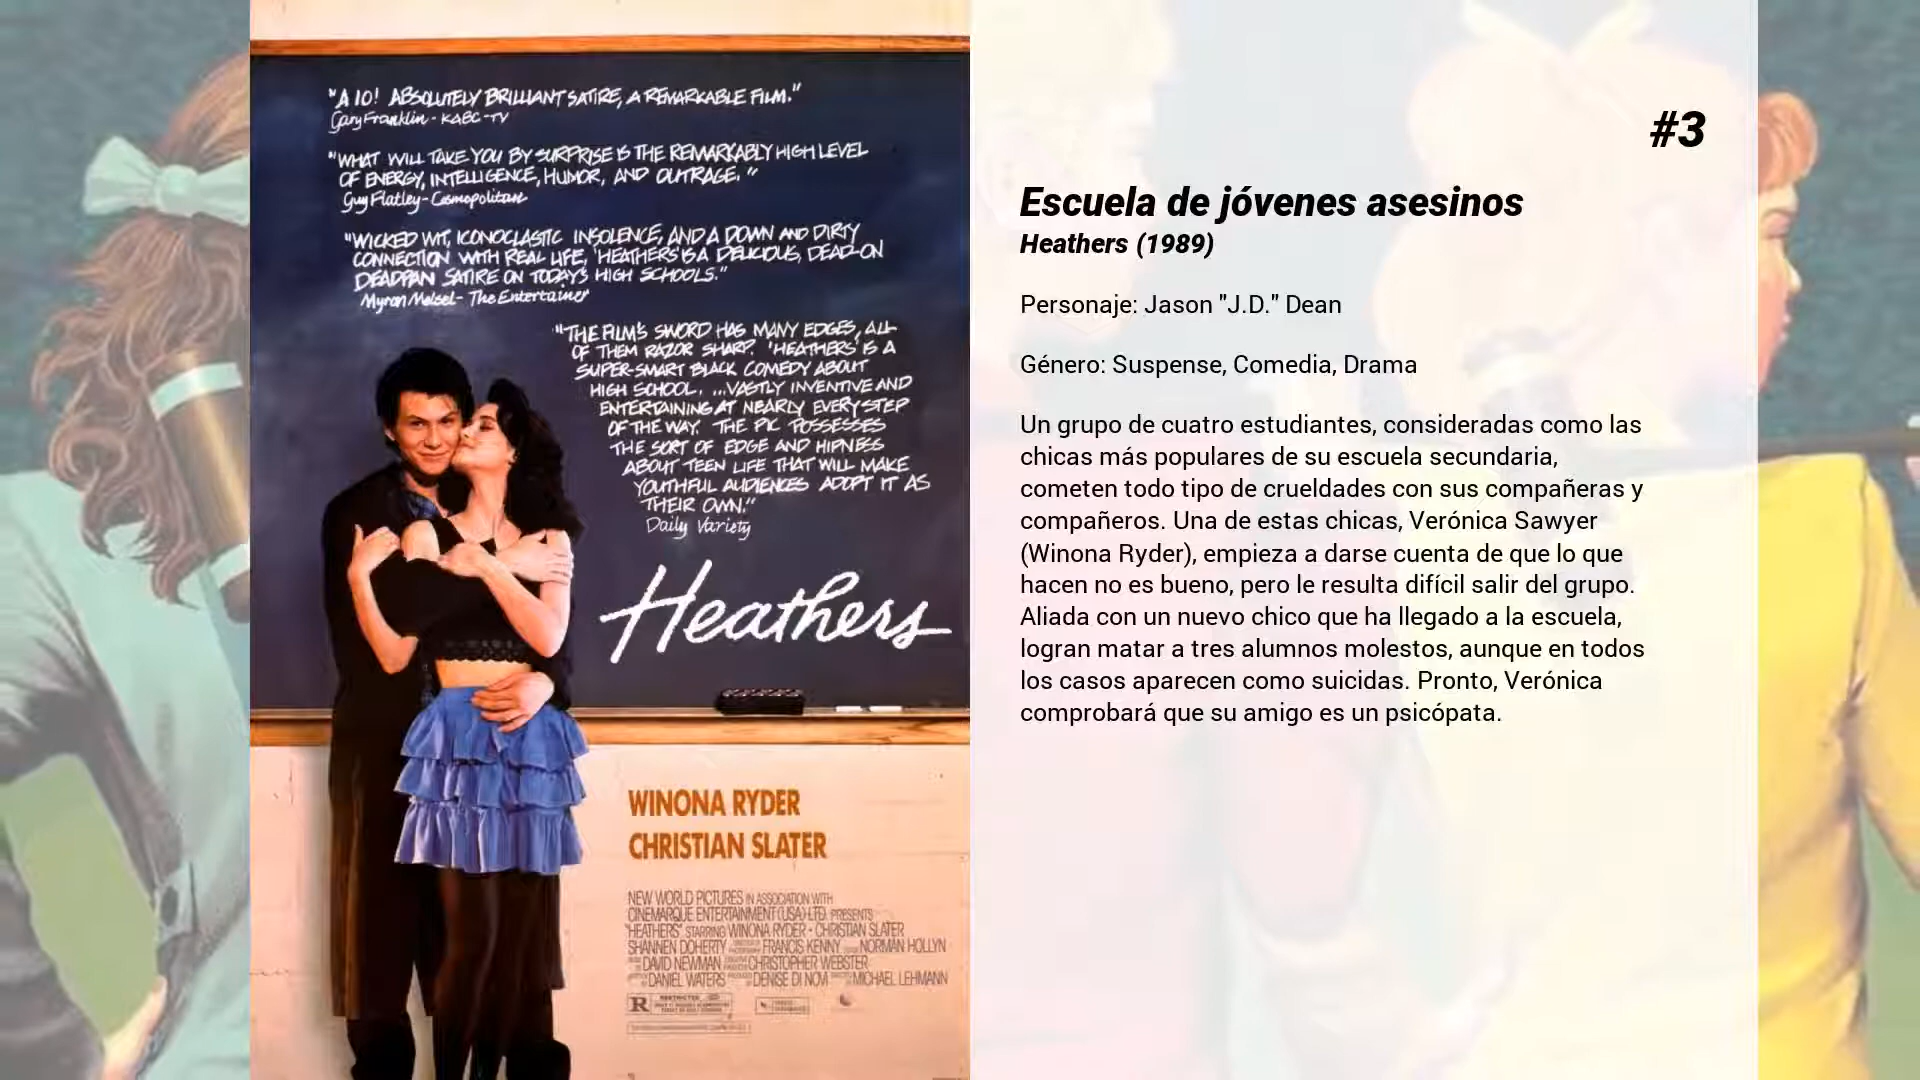 "A 10! ABSOLUTELY BRILLIANT SATIRE, A REMARKABLE FILM."
Gary Franklin - KABC-TV
"WHAT WILL TAKE YOU BY SURPRISE IS THE REMARKABLY HIGH LEVEL
OF ENERGY, INTELLIGENCE, HUMOR, AND OUTRAGE."
Guy Flatley - Cosmopolitan
"WICKED WIT, ICONOCLASTIC INSOLENCE, AND A DOWN AND DIRTY
CONNECTION WITH REAL LIFE, 'HEATHERS' IS A DELICIOUS, DEAD-ON
DEADPAN SATIRE ON TODAY'S HIGH SCHOOLS."
Myron Meisel - The Entertainer
"THE FILM'S SWORD HAS MANY EDGES, ALL
OF THEM RAZOR SHARP. 'HEATHERS' IS A
SUPER-SMART BLACK COMEDY ABOUT
HIGH SCHOOL. ...VASTLY INVENTIVE AND
ENTERTAINING AT NEARLY EVERY STEP
OF THE WAY. THE PIC POSSESSES
THE SORT OF EDGE AND HIPNESS
ABOUT TEEN LIFE THAT WILL MAKE
YOUTHFUL AUDIENCES ADOPT IT AS
THEIR OWN."
Daily Variety
Heathers
WINONA RYDER
CHRISTIAN SLATER
NEW WORLD PICTURES IN ASSOCIATION WITH
CINEMARQUE ENTERTAINMENT (USA) LTD. PRESENTS
"HEATHERS" STARRING WINONA RYDER · CHRISTIAN SLATER
SHANNEN DOHERTY FRANCIS KENNY NORMAN HOLLYN
DAVID NEWMAN CHRISTOPHER WEBSTER
DANIEL WATERS DENISE DI NOVI MICHAEL LEHMANN
R RESTRICTED
#3
Escuela de jóvenes asesinos
Heathers (1989)
Personaje: Jason "J.D." Dean
Género: Suspense, Comedia, Drama
Un grupo de cuatro estudiantes, consideradas como las
chicas más populares de su escuela secundaria,
cometen todo tipo de crueldades con sus compañeras y
compañeros. Una de estas chicas, Verónica Sawyer
(Winona Ryder), empieza a darse cuenta de que lo que
hacen no es bueno, pero le resulta difícil salir del grupo.
Aliada con un nuevo chico que ha llegado a la escuela,
logran matar a tres alumnos molestos, aunque en todos
los casos aparecen como suicidas. Pronto, Verónica
comprobará que su amigo es un psicópata.